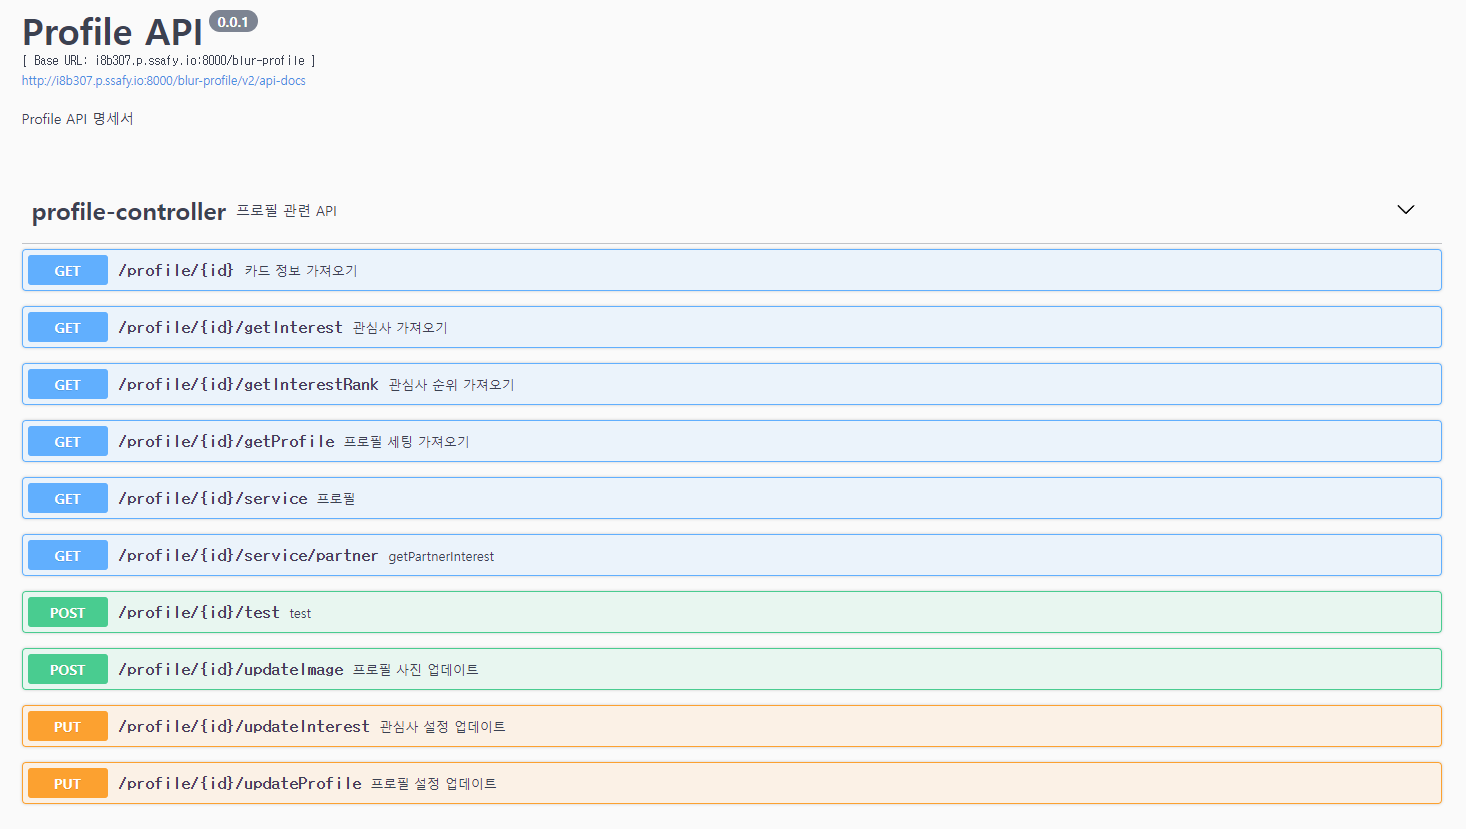 Profile API 0.0.1
[ Base URL: i8b307.p.ssafy.io:8000/blur-profile ]
http://i8b307.p.ssafy.io:8000/blur-profile/v2/api-docs
Profile API 명세서
profile-controller 프로필 관련 API
GET /profile/{id} 카드 정보 가져오기
GET /profile/{id}/getInterest 관심사 가져오기
GET /profile/{id}/getInterestRank 관심사 순위 가져오기
GET /profile/{id}/getProfile 프로필 세팅 가져오기
GET /profile/{id}/service 프로필
GET /profile/{id}/service/partner getPartnerInterest
POST /profile/{id}/test test
POST /profile/{id}/updateImage 프로필 사진 업데이트
PUT /profile/{id}/updateInterest 관심사 설정 업데이트
PUT /profile/{id}/updateProfile 프로필 설정 업데이트